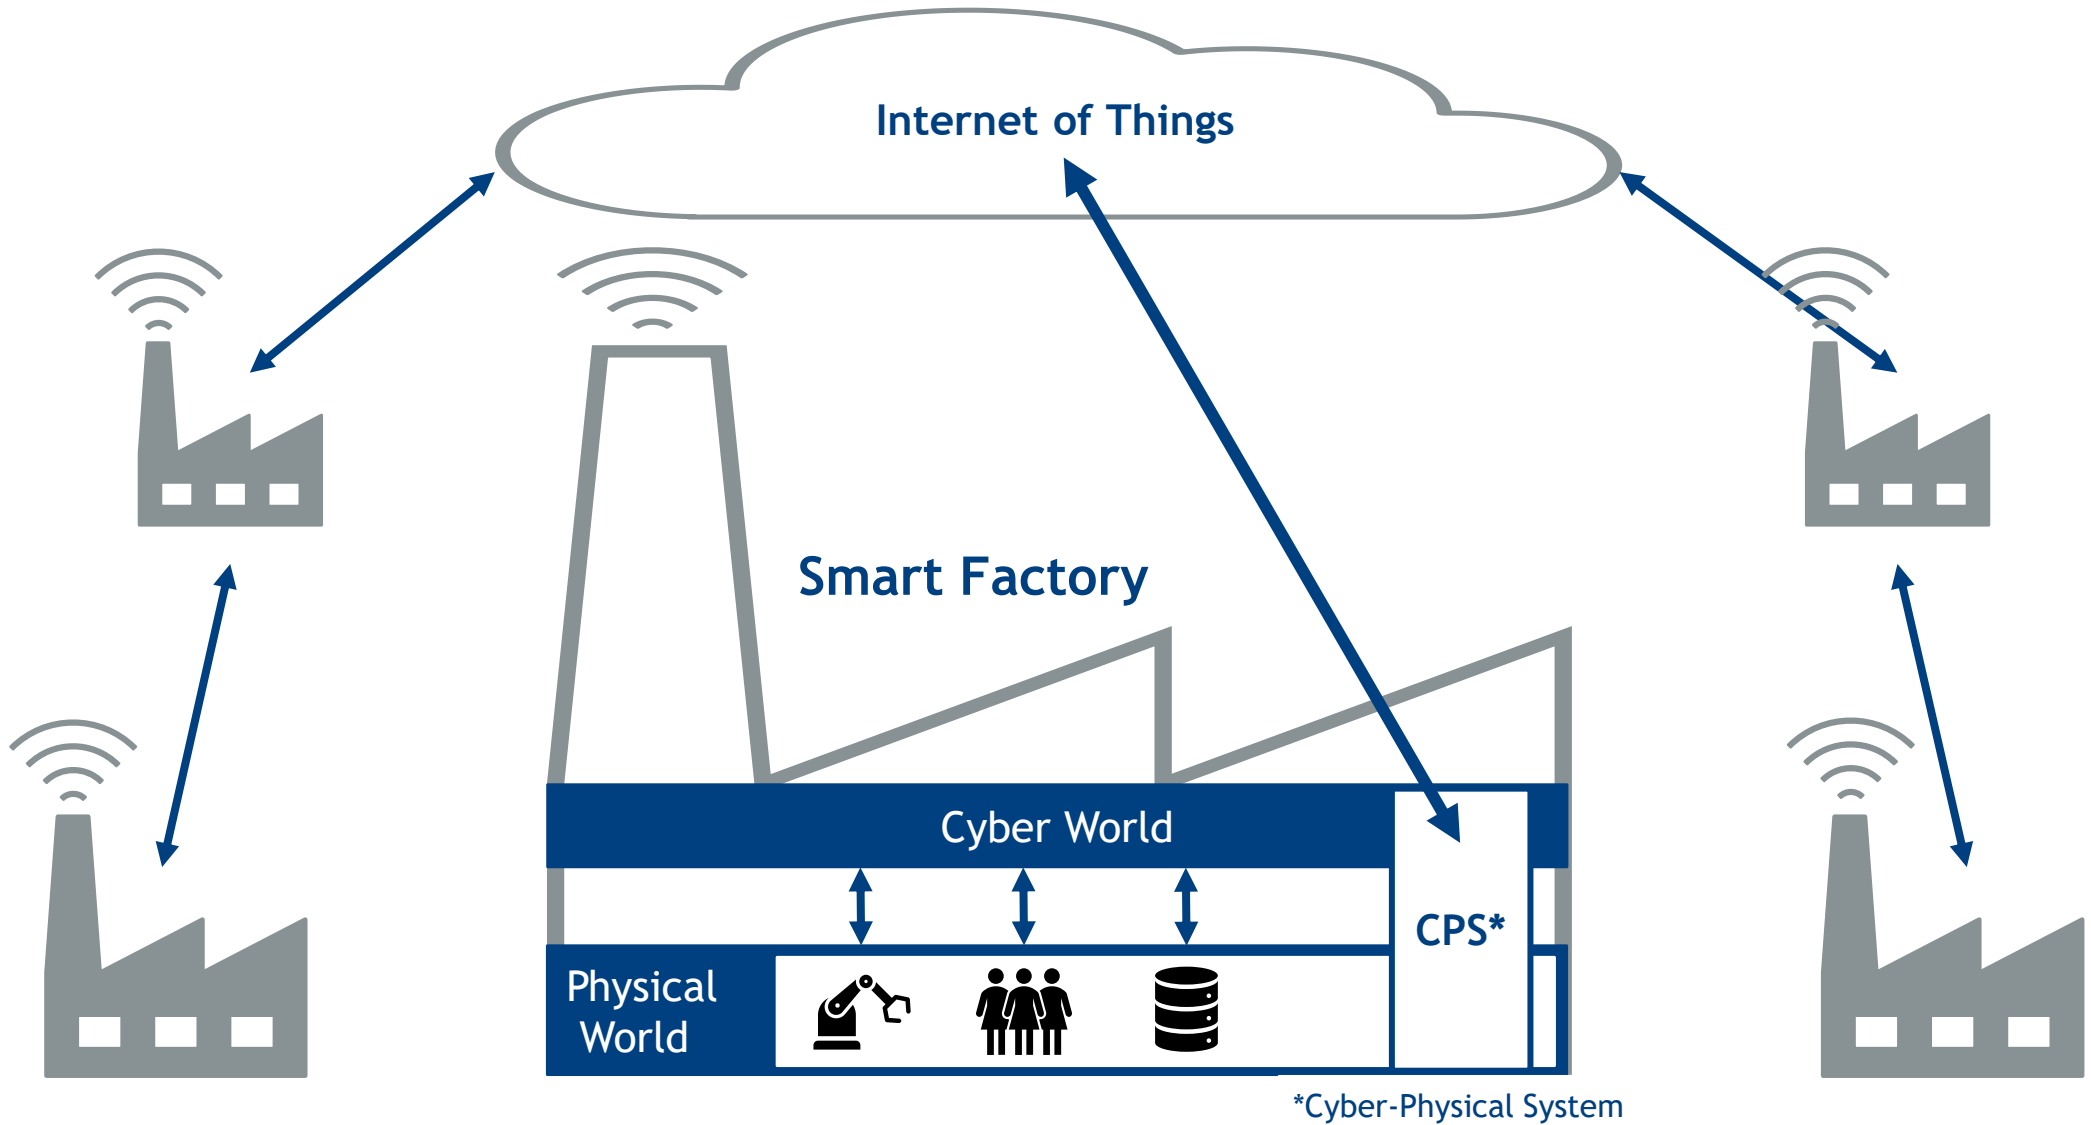 Internet of Things
Smart Factory
Cyber World
CPS*
Physical
World
*Cyber-Physical System